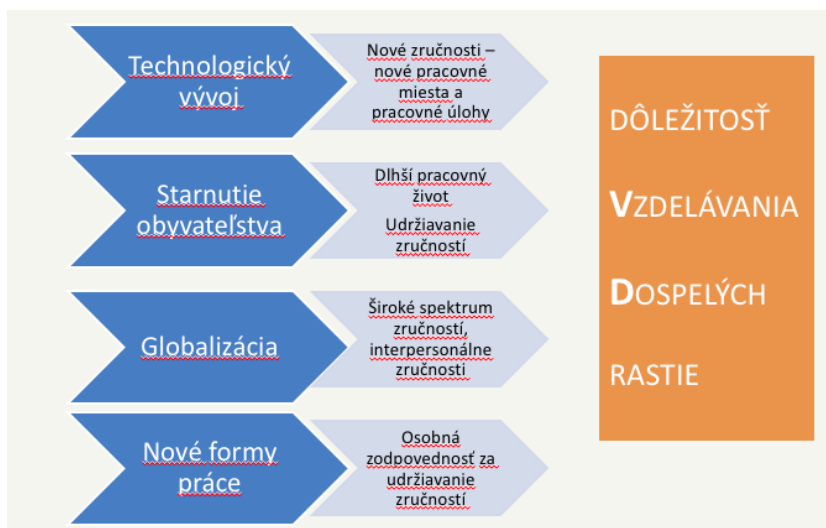 Technologický
vývoj
Nové zručnosti –
nové pracovné
miesta a
pracovné úlohy
Starnutie
obyvateľstva
Dlhší pracovný
život
Udržiavanie
zručností
Globalizácia
Široké spektrum
zručností,
interpersonálne
zručnosti
Nové formy
práce
Osobná
zodpovednosť za
udržiavanie
zručností
DÔLEŽITOSŤ
VZDELÁVANIA
DOSPELÝCH
RASTIE